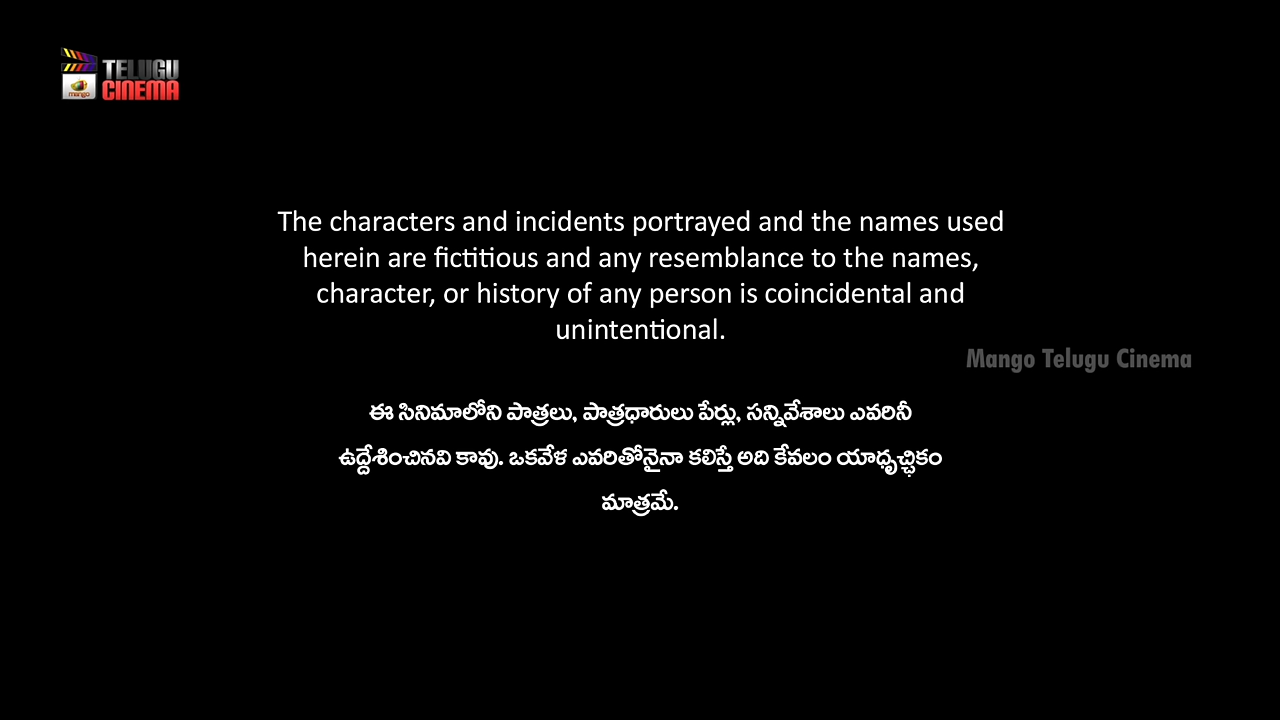 TELUGU
CINEMA
mango
The characters and incidents portrayed and the names used
herein are fictitious and any resemblance to the names,
character, or history of any person is coincidental and
unintentional.
Mango Telugu Cinema
ఈ సినిమాలోని పాత్రలు, పాత్రధారులు పేర్లు, సన్నివేశాలు ఎవరినీ
ఉద్దేశించినవి కావు. ఒకవేళ ఎవరితోనైనా కలిస్తే అది కేవలం యాధృచ్ఛికం
మాత్రమే.